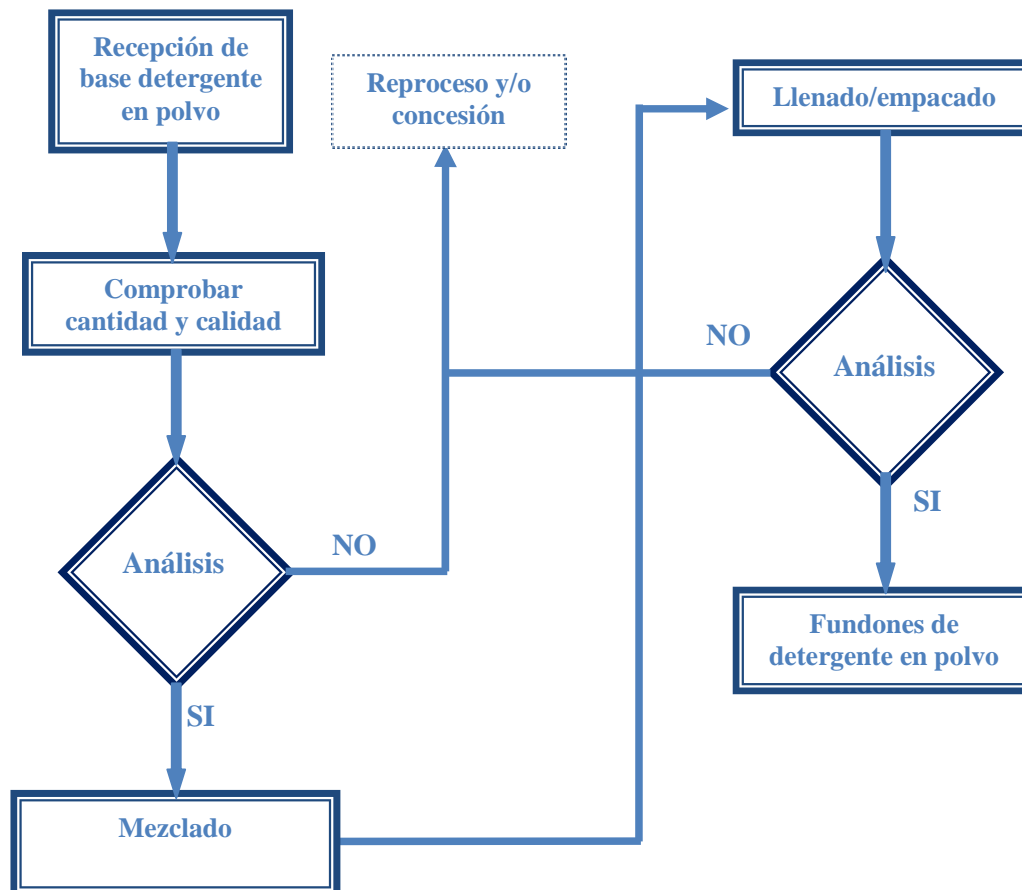 Recepción de
base detergente
en polvo
Reproceso y/o
concesión
Llenado/empacado
Comprobar
cantidad y calidad
NO
Análisis
SI
NO
Análisis
Fundones de
detergente en polvo
SI
Mezclado